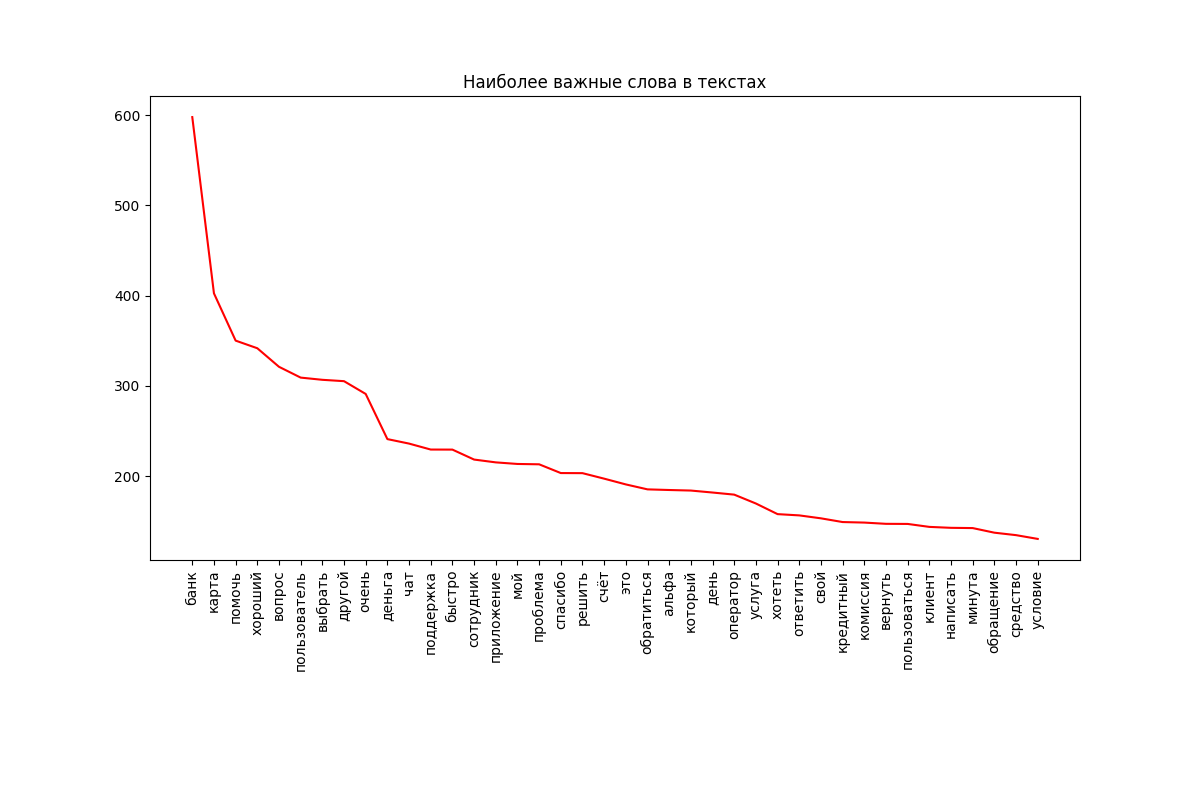 Наиболее важные слова в текстах
600
500
400
300
200
банк
карта
помочь
хороший
вопрос
пользователь
выбрать
другой
очень
деньга
чат
поддержка
быстро
сотрудник
приложение
мой
проблема
спасибо
решить
счёт
это
обратиться
альфа
который
день
оператор
услуга
хотеть
ответить
свой
кредитный
комиссия
вернуть
пользоваться
клиент
написать
минута
обращение
средство
условие